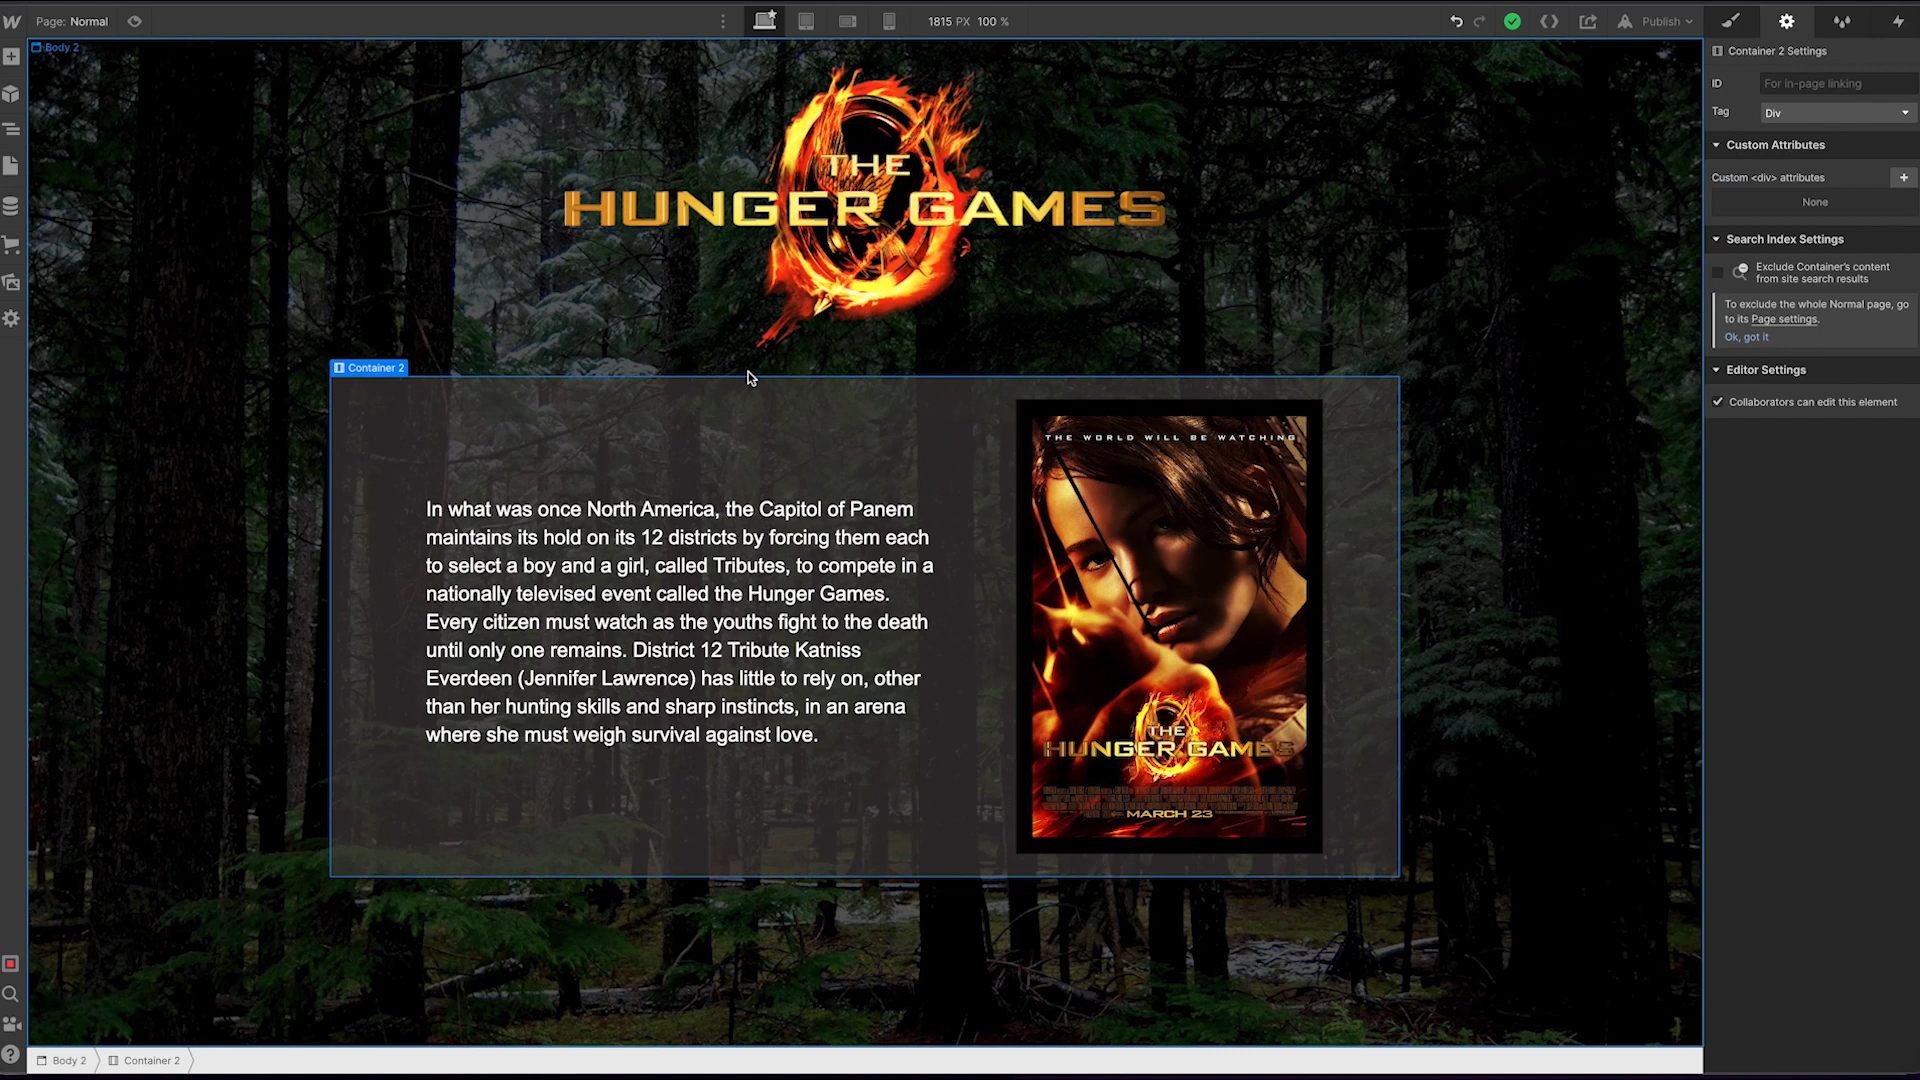 Page: Normal
1815 PX 100 %
Publish
Body 2
Container 2 Settings
ID
For in-page linking
Tag
Div
Custom Attributes
Custom <div> attributes
None
Search Index Settings
Exclude Container's content
from site search results
To exclude the whole Normal page, go
to its Page settings.
Ok, got it
Editor Settings
Collaborators can edit this element
THE
HUNGER GAMES
Container 2
In what was once North America, the Capitol of Panem
maintains its hold on its 12 districts by forcing them each
to select a boy and a girl, called Tributes, to compete in a
nationally televised event called the Hunger Games.
Every citizen must watch as the youths fight to the death
until only one remains. District 12 Tribute Katniss
Everdeen (Jennifer Lawrence) has little to rely on, other
than her hunting skills and sharp instincts, in an arena
where she must weigh survival against love.
THE WORLD WILL BE WATCHING
THE
HUNGER GAMES
MARCH 23
Body 2
Container 2